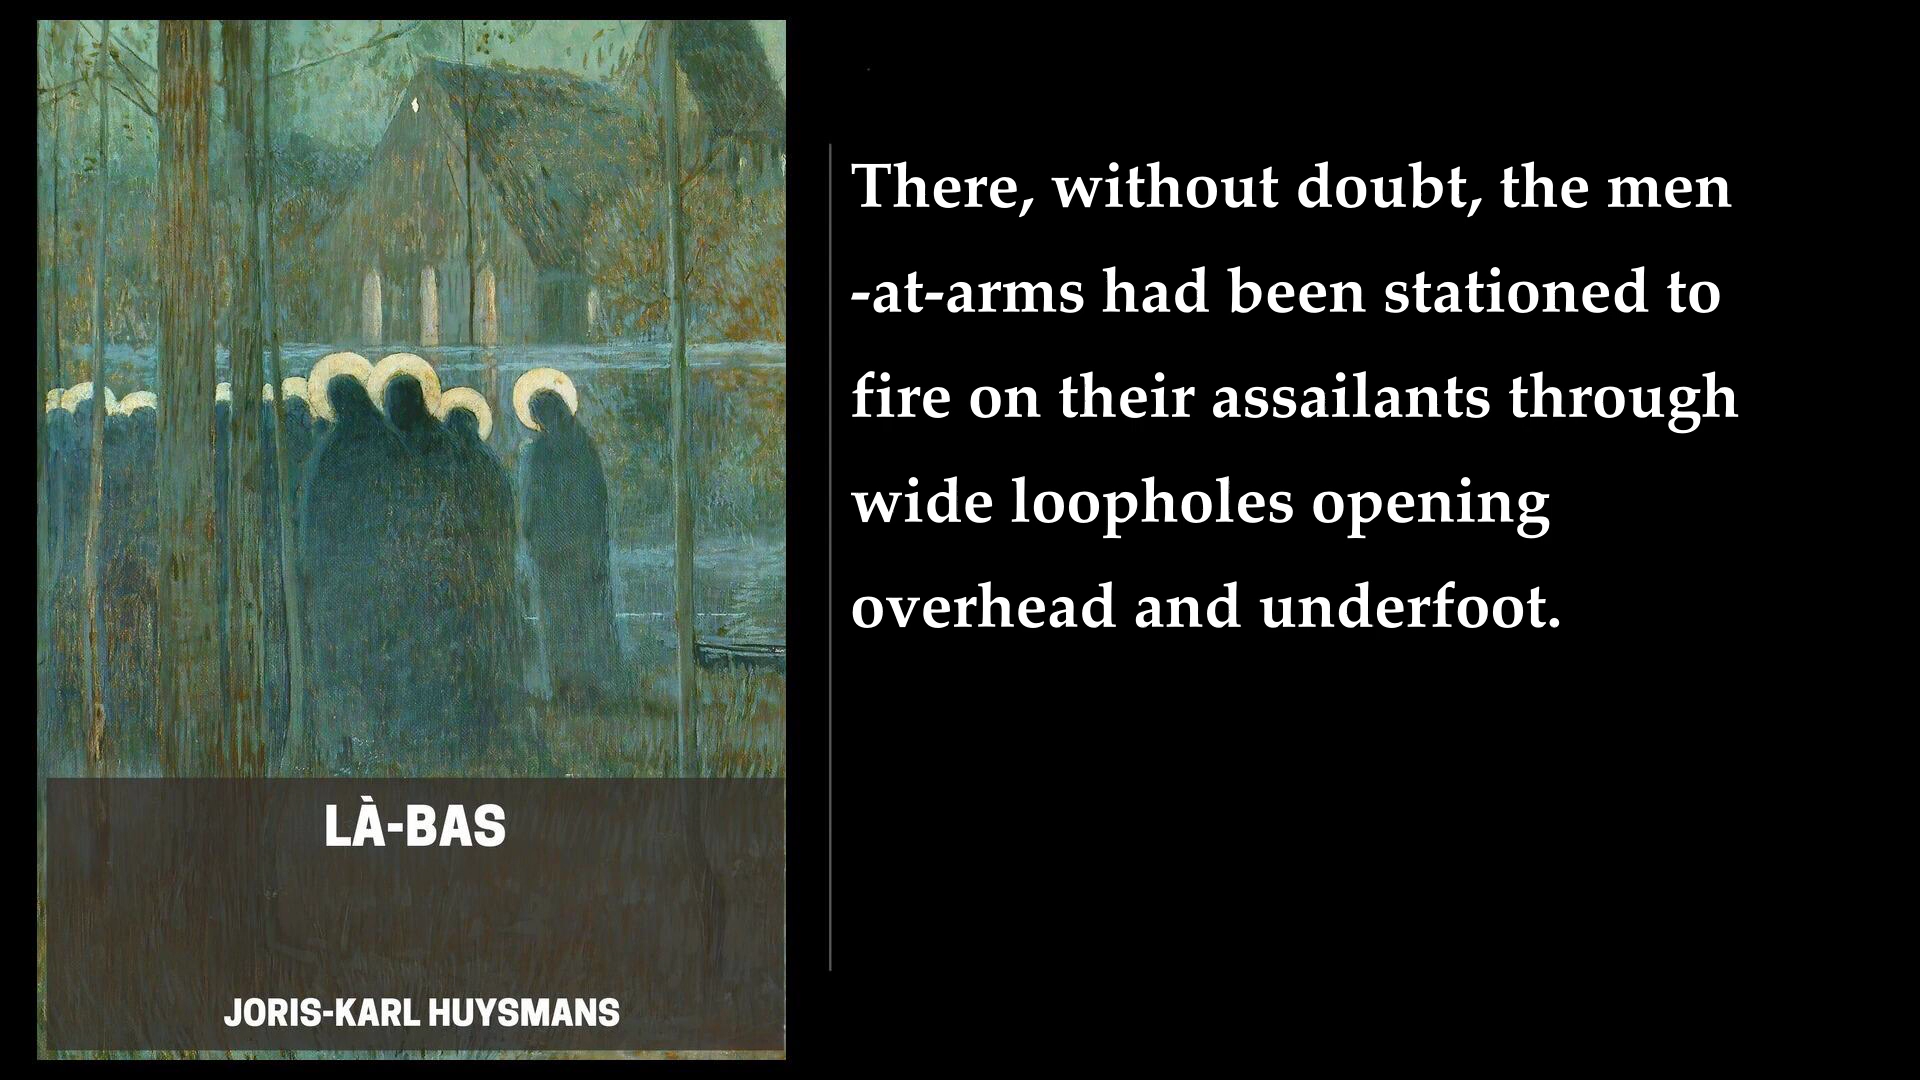 LÀ-BAS
JORIS-KARL HUYSMANS
There, without doubt, the men
-at-arms had been stationed to
fire on their assailants through
wide loopholes opening
overhead and underfoot.